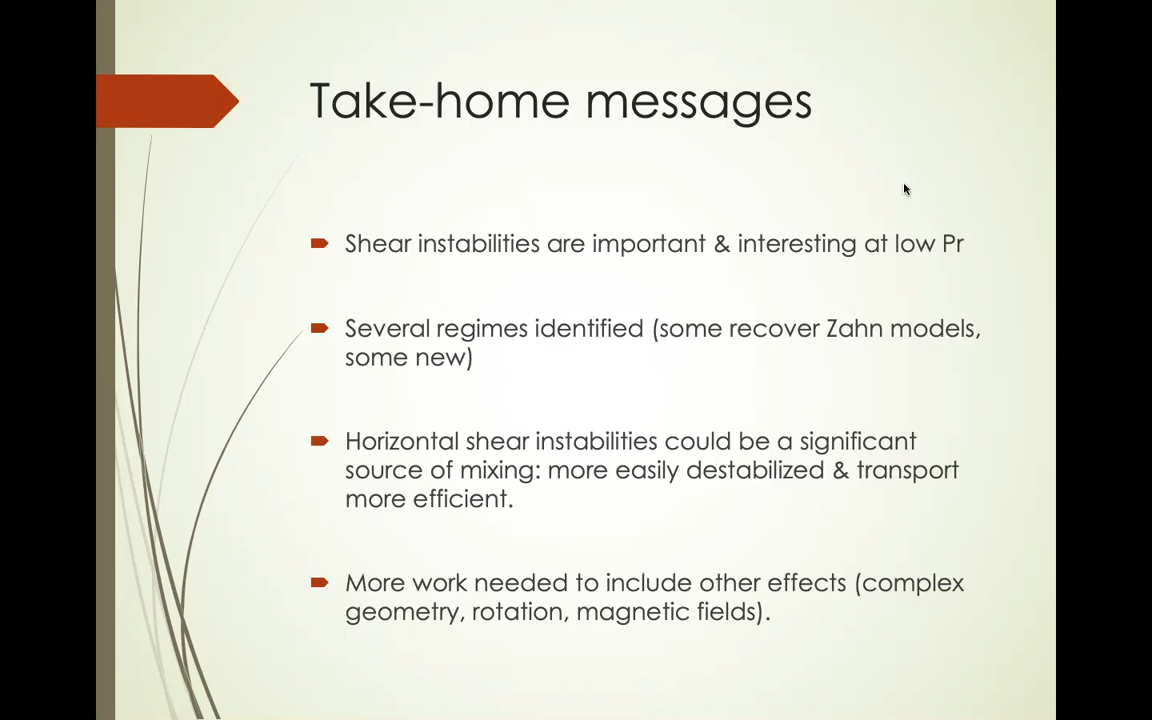 Take-home messages
Shear instabilities are important & interesting at low Pr
Several regimes identified (some recover Zahn models,
some new)
Horizontal shear instabilities could be a significant
source of mixing: more easily destabilized & transport
more efficient.
More work needed to include other effects (complex
geometry, rotation, magnetic fields).